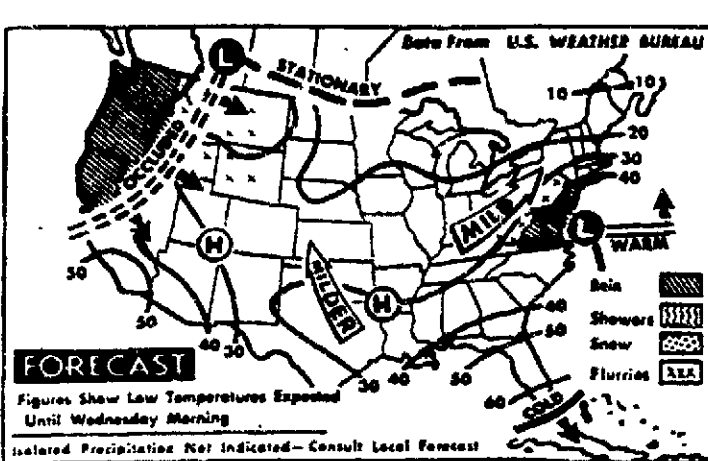 Data From U.S. WEATHER BUREAU
L
STATIONARY
10 10
20
30
40
OCCLUDED
MILD
L
WARM
H
MILDER
H
50
50
40 30
30 40 50
40
50
60
COLD
Rain
Showers
Snow
Flurries
FORECAST
Figures Show Low Temperatures Expected
Until Wednesday Morning
Isolated Precipitation Not Indicated—Consult Local Forecast